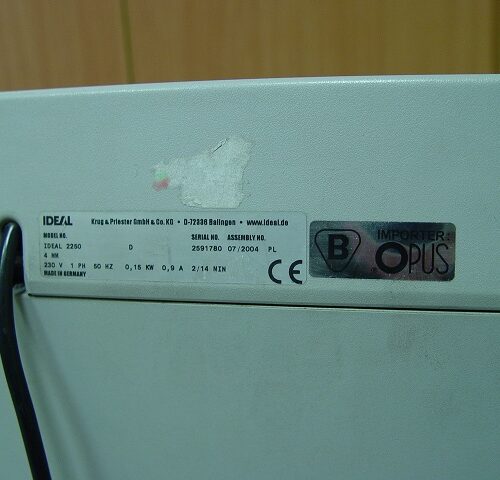 IDEAL Krug & Priester GmbH & Co. KG • D-72336 Balingen • www.ideal.de
MODEL NO. SERIAL NO. ASSEMBLY NO.
IDEAL 2250 D 2591780 07/2004 PL
4 MM
230 V 1 PH 50 HZ 0,15 KW 0,9 A 2/14 MIN
MADE IN GERMANY
CE
B
IMPORTER:
OPUS